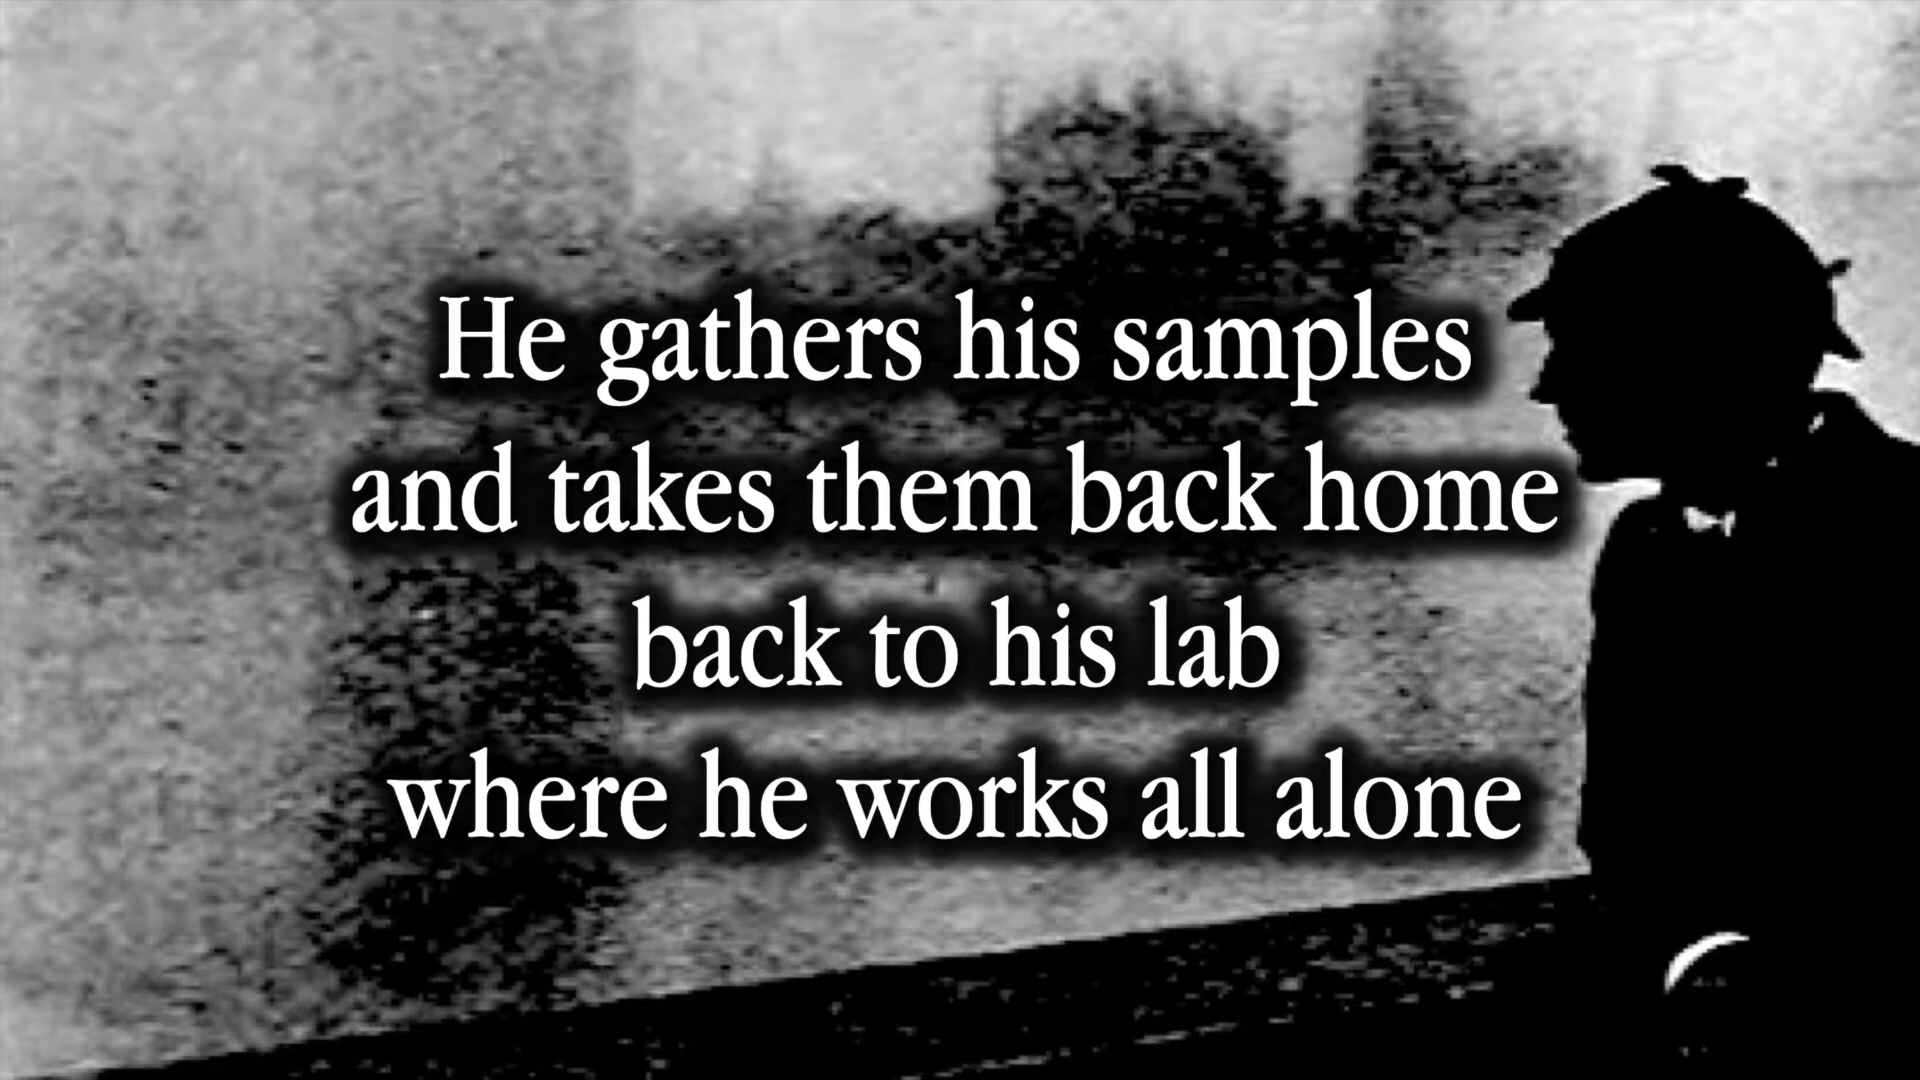 He gathers his samples
and takes them back home
back to his lab
where he works all alone